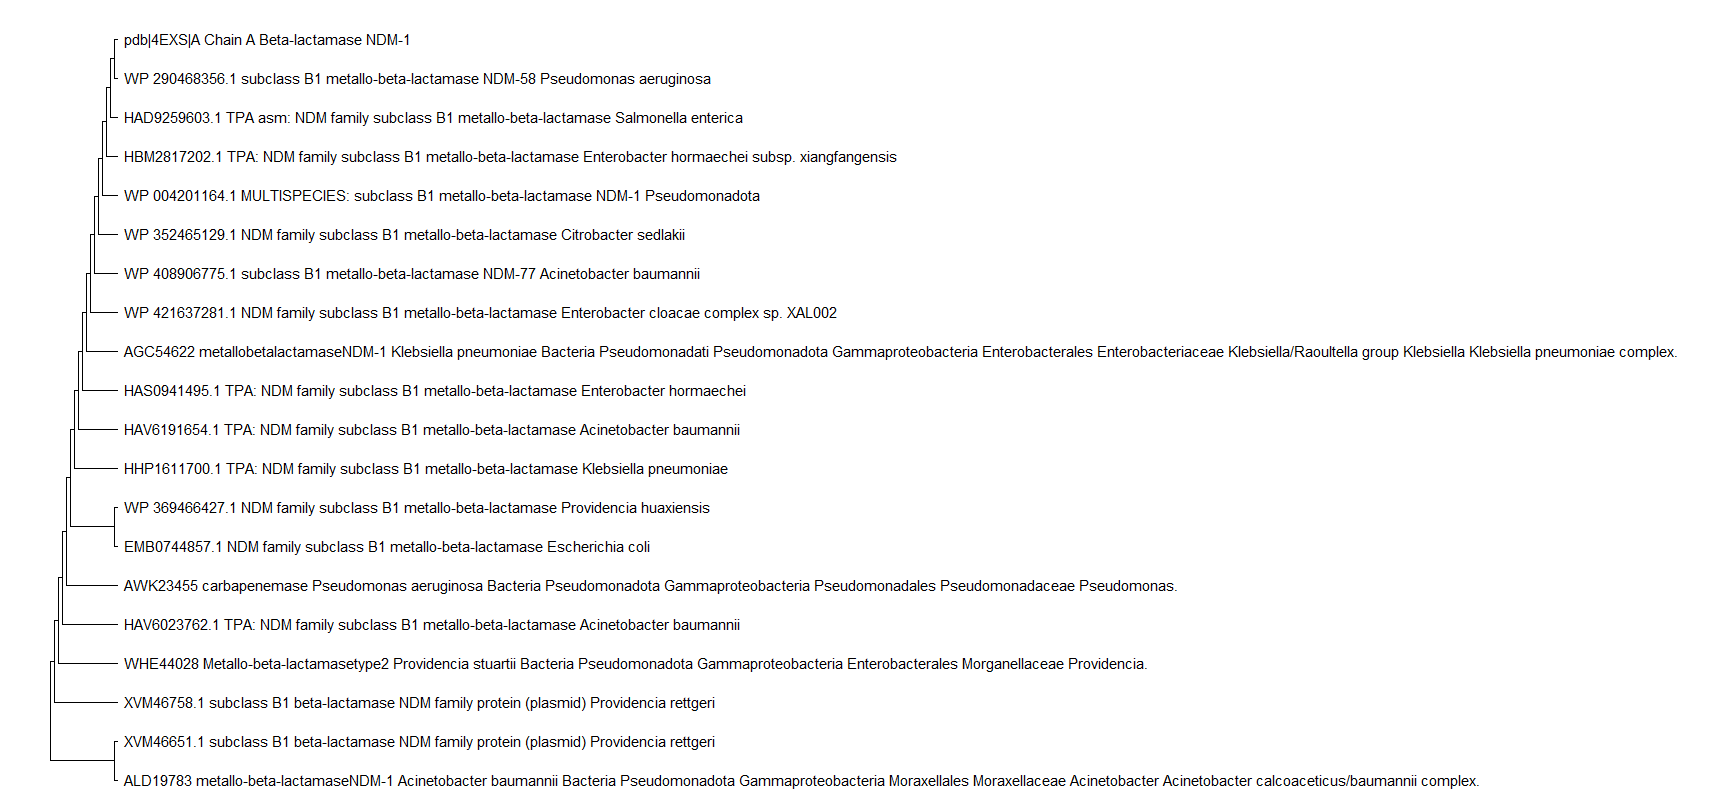 pdb|4EXS|A Chain A Beta-lactamase NDM-1
WP 290468356.1 subclass B1 metallo-beta-lactamase NDM-58 Pseudomonas aeruginosa
HAD9259603.1 TPA asm: NDM family subclass B1 metallo-beta-lactamase Salmonella enterica
HBM2817202.1 TPA: NDM family subclass B1 metallo-beta-lactamase Enterobacter hormaechei subsp. xiangfangensis
WP 004201164.1 MULTISPECIES: subclass B1 metallo-beta-lactamase NDM-1 Pseudomonadota
WP 352465129.1 NDM family subclass B1 metallo-beta-lactamase Citrobacter sedlakii
WP 408906775.1 subclass B1 metallo-beta-lactamase NDM-77 Acinetobacter baumannii
WP 421637281.1 NDM family subclass B1 metallo-beta-lactamase Enterobacter cloacae complex sp. XAL002
AGC54622 metallobetalactamaseNDM-1 Klebsiella pneumoniae Bacteria Pseudomonadati Pseudomonadota Gammaproteobacteria Enterobacterales Enterobacteriaceae Klebsiella/Raoultella group Klebsiella Klebsiella pneumoniae complex.
HAS0941495.1 TPA: NDM family subclass B1 metallo-beta-lactamase Enterobacter hormaechei
HAV6191654.1 TPA: NDM family subclass B1 metallo-beta-lactamase Acinetobacter baumannii
HHP1611700.1 TPA: NDM family subclass B1 metallo-beta-lactamase Klebsiella pneumoniae
WP 369466427.1 NDM family subclass B1 metallo-beta-lactamase Providencia huaxiensis
EMB0744857.1 NDM family subclass B1 metallo-beta-lactamase Escherichia coli
AWK23455 carbapenemase Pseudomonas aeruginosa Bacteria Pseudomonadota Gammaproteobacteria Pseudomonadales Pseudomonadaceae Pseudomonas.
HAV6023762.1 TPA: NDM family subclass B1 metallo-beta-lactamase Acinetobacter baumannii
WHE44028 Metallo-beta-lactamasetype2 Providencia stuartii Bacteria Pseudomonadota Gammaproteobacteria Enterobacterales Morganellaceae Providencia.
XVM46758.1 subclass B1 beta-lactamase NDM family protein (plasmid) Providencia rettgeri
XVM46651.1 subclass B1 beta-lactamase NDM family protein (plasmid) Providencia rettgeri
ALD19783 metallo-beta-lactamaseNDM-1 Acinetobacter baumannii Bacteria Pseudomonadota Gammaproteobacteria Moraxellales Moraxellaceae Acinetobacter Acinetobacter calcoaceticus/baumannii complex.